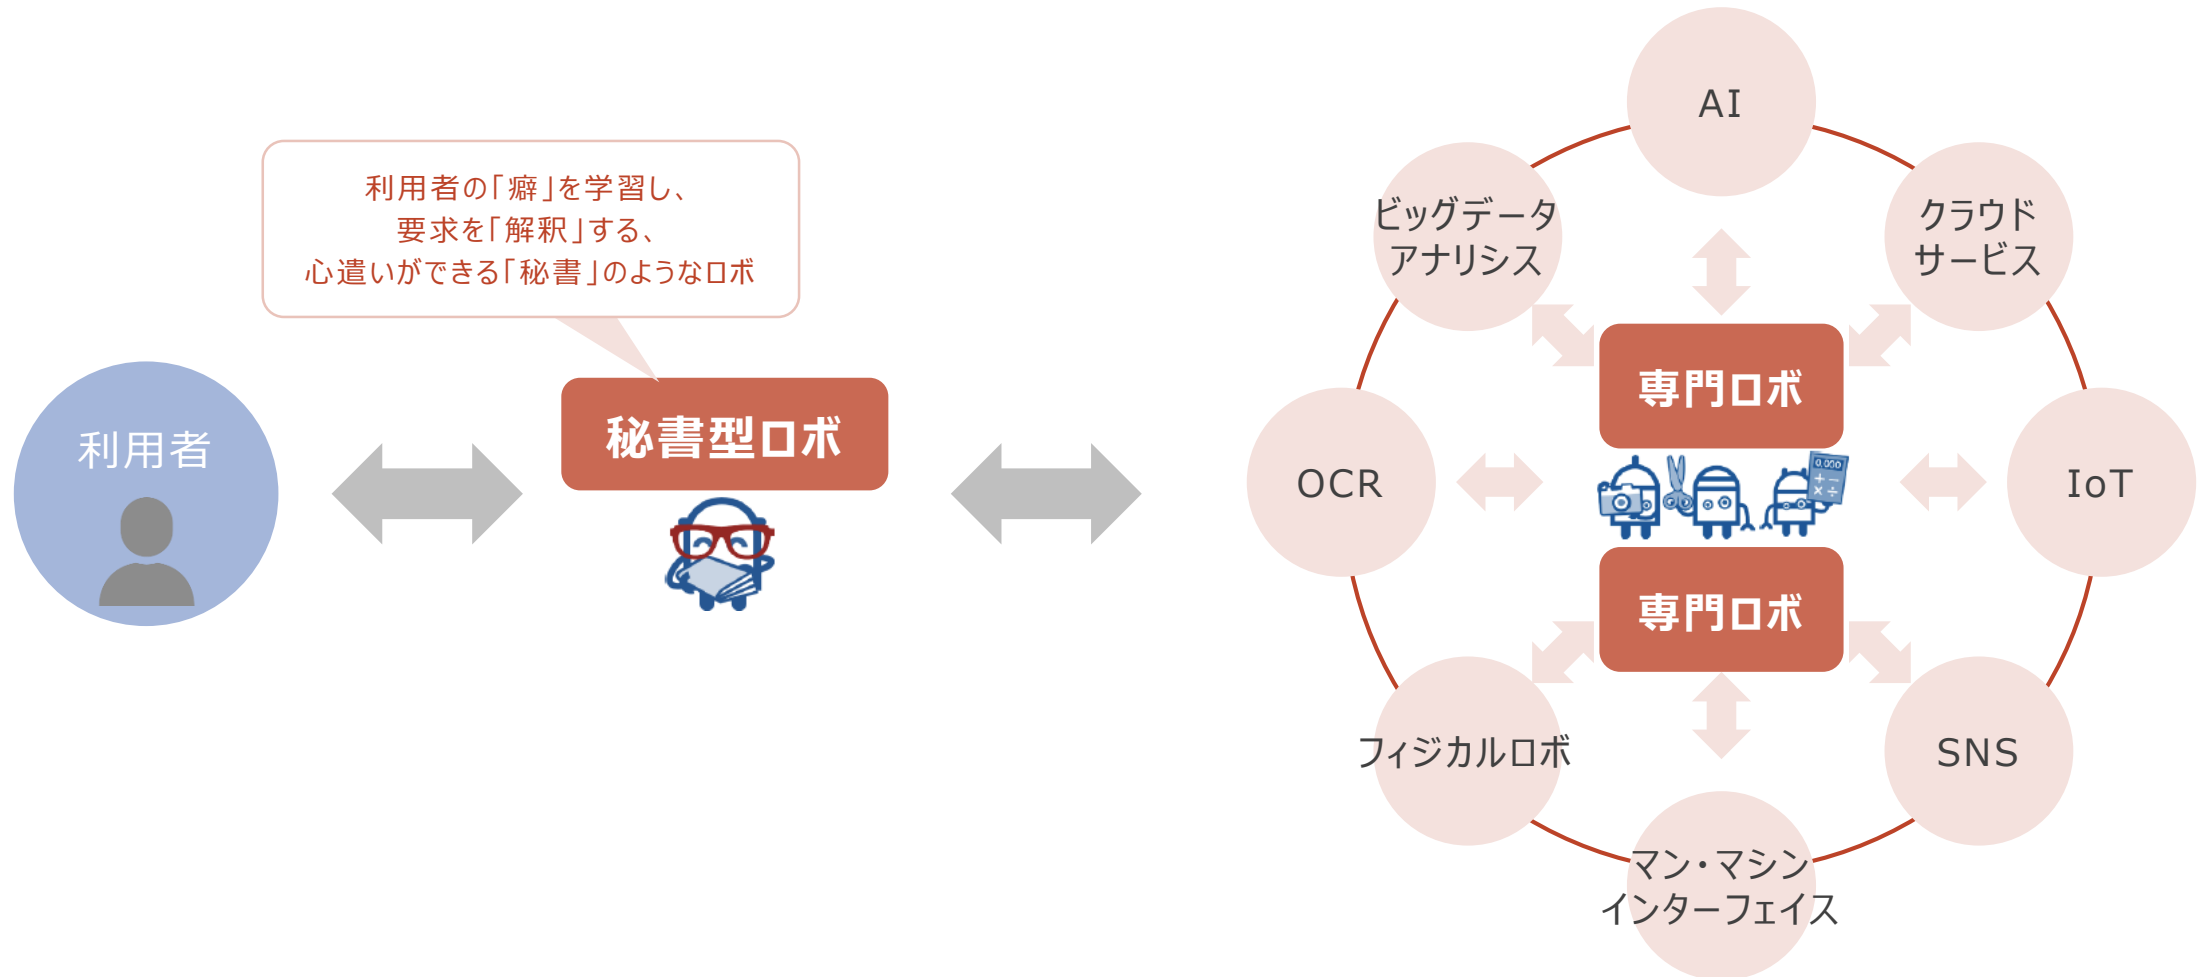 利用者の「癖」を学習し、
要求を「解釈」する、
心遣いができる「秘書」のようなロボ
利用者
秘書型ロボ
AI
ビッグデータ
アナリシス
クラウド
サービス
専門ロボ
OCR
0.000
+ −
× ÷
IoT
専門ロボ
フィジカルロボ
SNS
マン・マシン
インターフェイス